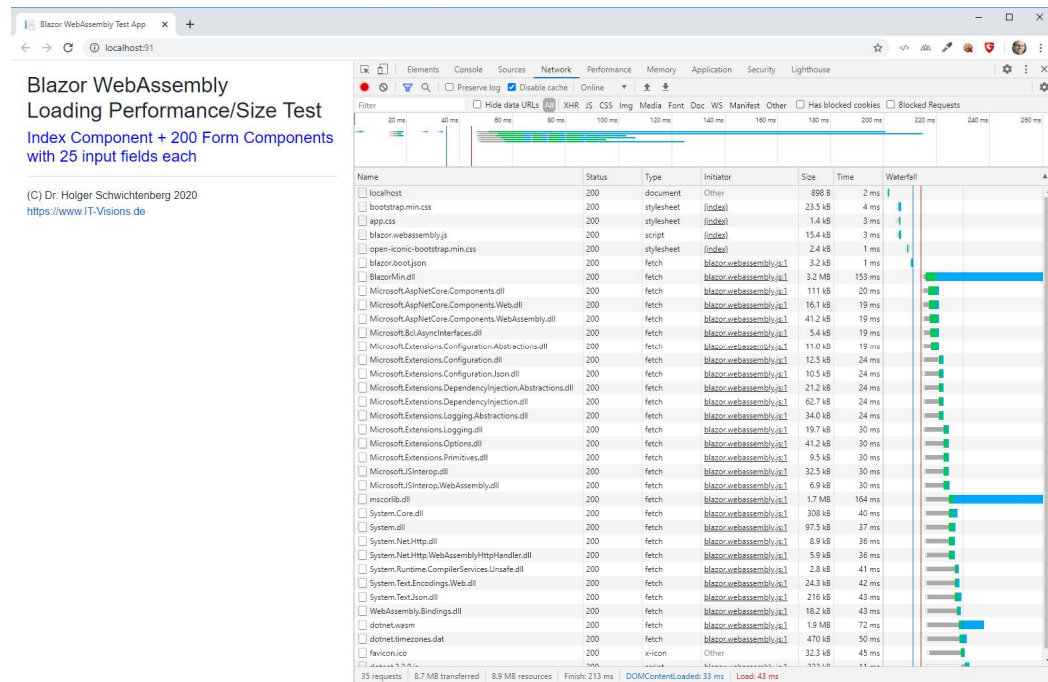 Blazor WebAssembly Test App
localhost:91
Blazor WebAssembly
Loading Performance/Size Test
Index Component + 200 Form Components
with 25 input fields each
(C) Dr. Holger Schwichtenberg 2020
https://www.IT-Visions.de
Elements Console Sources Network Performance Memory Application Security Lighthouse
Preserve log Disable cache Online
Filter Hide data URLs All XHR JS CSS Img Media Font Doc WS Manifest Other Has blocked cookies Blocked Requests
20 ms 40 ms 60 ms 80 ms 100 ms 120 ms 140 ms 160 ms 180 ms 200 ms 220 ms 240 ms 260 ms
Name Status Type Initiator Size Time Waterfall
localhost 200 document Other 898 B 2 ms
bootstrap.min.css 200 stylesheet (index) 23.5 kB 4 ms
app.css 200 stylesheet (index) 1.4 kB 3 ms
blazor.webassembly.js 200 script (index) 15.4 kB 3 ms
open-iconic-bootstrap.min.css 200 stylesheet (index) 2.4 kB 1 ms
blazor.boot.json 200 fetch blazor.webassembly.js:1 3.2 kB 1 ms
BlazorMin.dll 200 fetch blazor.webassembly.js:1 3.2 MB 153 ms
Microsoft.AspNetCore.Components.dll 200 fetch blazor.webassembly.js:1 111 kB 20 ms
Microsoft.AspNetCore.Components.Web.dll 200 fetch blazor.webassembly.js:1 16.1 kB 19 ms
Microsoft.AspNetCore.Components.WebAssembly.dll 200 fetch blazor.webassembly.js:1 41.2 kB 19 ms
Microsoft.Bcl.AsyncInterfaces.dll 200 fetch blazor.webassembly.js:1 5.4 kB 19 ms
Microsoft.Extensions.Configuration.Abstractions.dll 200 fetch blazor.webassembly.js:1 11.0 kB 19 ms
Microsoft.Extensions.Configuration.dll 200 fetch blazor.webassembly.js:1 12.5 kB 24 ms
Microsoft.Extensions.Configuration.Json.dll 200 fetch blazor.webassembly.js:1 10.5 kB 24 ms
Microsoft.Extensions.DependencyInjection.Abstractions.dll 200 fetch blazor.webassembly.js:1 21.2 kB 24 ms
Microsoft.Extensions.DependencyInjection.dll 200 fetch blazor.webassembly.js:1 62.7 kB 24 ms
Microsoft.Extensions.Logging.Abstractions.dll 200 fetch blazor.webassembly.js:1 34.0 kB 24 ms
Microsoft.Extensions.Logging.dll 200 fetch blazor.webassembly.js:1 19.7 kB 30 ms
Microsoft.Extensions.Options.dll 200 fetch blazor.webassembly.js:1 41.2 kB 30 ms
Microsoft.Extensions.Primitives.dll 200 fetch blazor.webassembly.js:1 9.5 kB 30 ms
Microsoft.JSInterop.dll 200 fetch blazor.webassembly.js:1 32.5 kB 30 ms
Microsoft.JSInterop.WebAssembly.dll 200 fetch blazor.webassembly.js:1 6.9 kB 30 ms
mscorlib.dll 200 fetch blazor.webassembly.js:1 1.7 MB 164 ms
System.Core.dll 200 fetch blazor.webassembly.js:1 308 kB 40 ms
System.dll 200 fetch blazor.webassembly.js:1 97.5 kB 37 ms
System.Net.Http.dll 200 fetch blazor.webassembly.js:1 8.9 kB 36 ms
System.Net.Http.WebAssemblyHttpHandler.dll 200 fetch blazor.webassembly.js:1 5.9 kB 36 ms
System.Runtime.CompilerServices.Unsafe.dll 200 fetch blazor.webassembly.js:1 2.8 kB 41 ms
System.Text.Encodings.Web.dll 200 fetch blazor.webassembly.js:1 24.3 kB 42 ms
System.Text.Json.dll 200 fetch blazor.webassembly.js:1 216 kB 43 ms
WebAssembly.Bindings.dll 200 fetch blazor.webassembly.js:1 18.2 kB 43 ms
dotnet.wasm 200 fetch blazor.webassembly.js:1 1.9 MB 72 ms
dotnet.timezones.dat 200 fetch blazor.webassembly.js:1 470 kB 50 ms
favicon.ico 200 x-icon Other 32.3 kB 45 ms
35 requests 8.7 MB transferred 8.9 MB resources Finish: 213 ms DOMContentLoaded: 33 ms Load: 43 ms